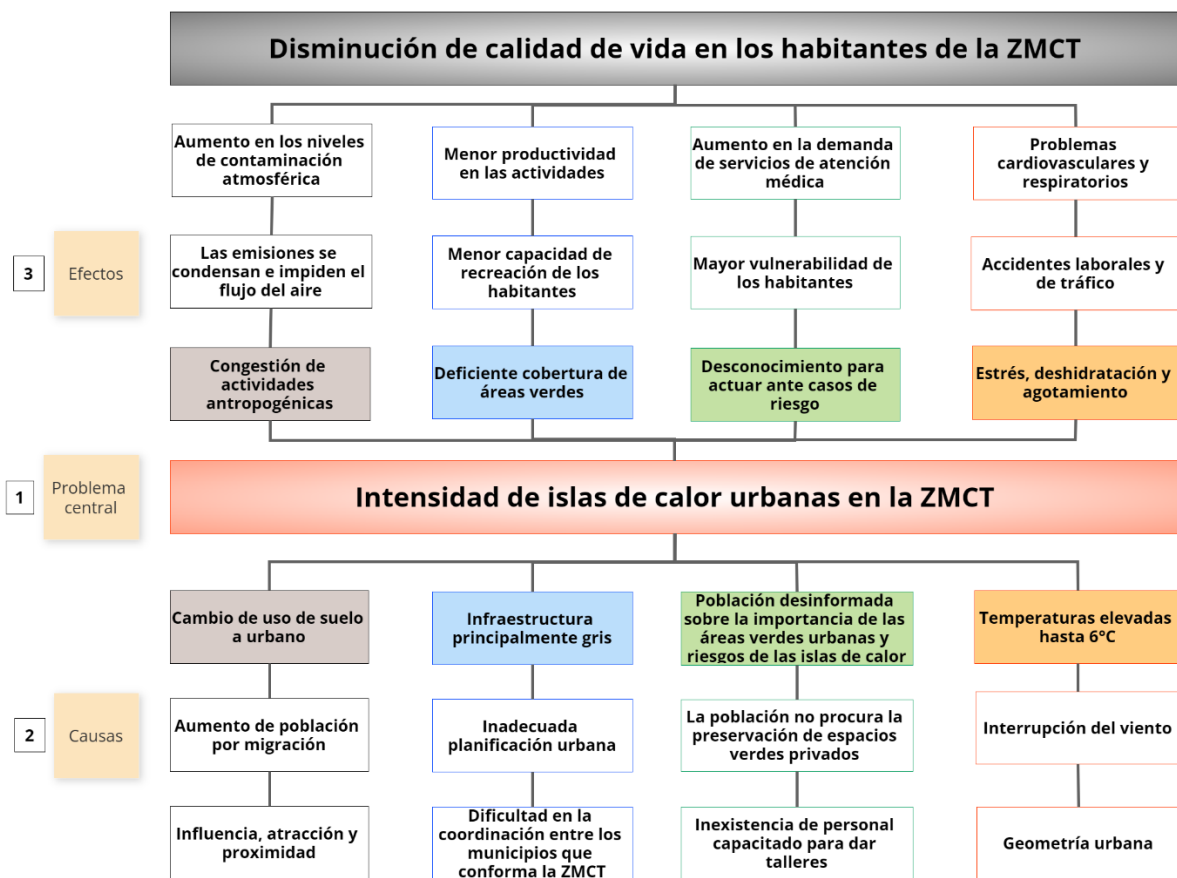 Disminución de calidad de vida en los habitantes de la ZMCT
Aumento en los niveles
de contaminación
atmosférica
Menor productividad
en las actividades
Aumento en la demanda
de servicios de atención
médica
Problemas
cardiovasculares y
respiratorios
3
Efectos
Las emisiones se
condensan e impiden el
flujo del aire
Menor capacidad de
recreación de los
habitantes
Mayor vulnerabilidad de
los habitantes
Accidentes laborales y
de tráfico
Congestión de
actividades
antropogénicas
Deficiente cobertura de
áreas verdes
Desconocimiento para
actuar ante casos de
riesgo
Estrés, deshidratación y
agotamiento
1
Problema
central
Intensidad de islas de calor urbanas en la ZMCT
Cambio de uso de suelo
a urbano
Infraestructura
principalmente gris
Población desinformada
sobre la importancia de las
áreas verdes urbanas y
riesgos de las islas de calor
Temperaturas elevadas
hasta 6°C
2
Causas
Aumento de población
por migración
Inadecuada
planificación urbana
La población no procura la
preservación de espacios
verdes privados
Interrupción del viento
Influencia, atracción y
proximidad
Dificultad en la
coordinación entre los
municipios que
conforma la ZMCT
Inexistencia de personal
capacitado para dar
talleres
Geometría urbana